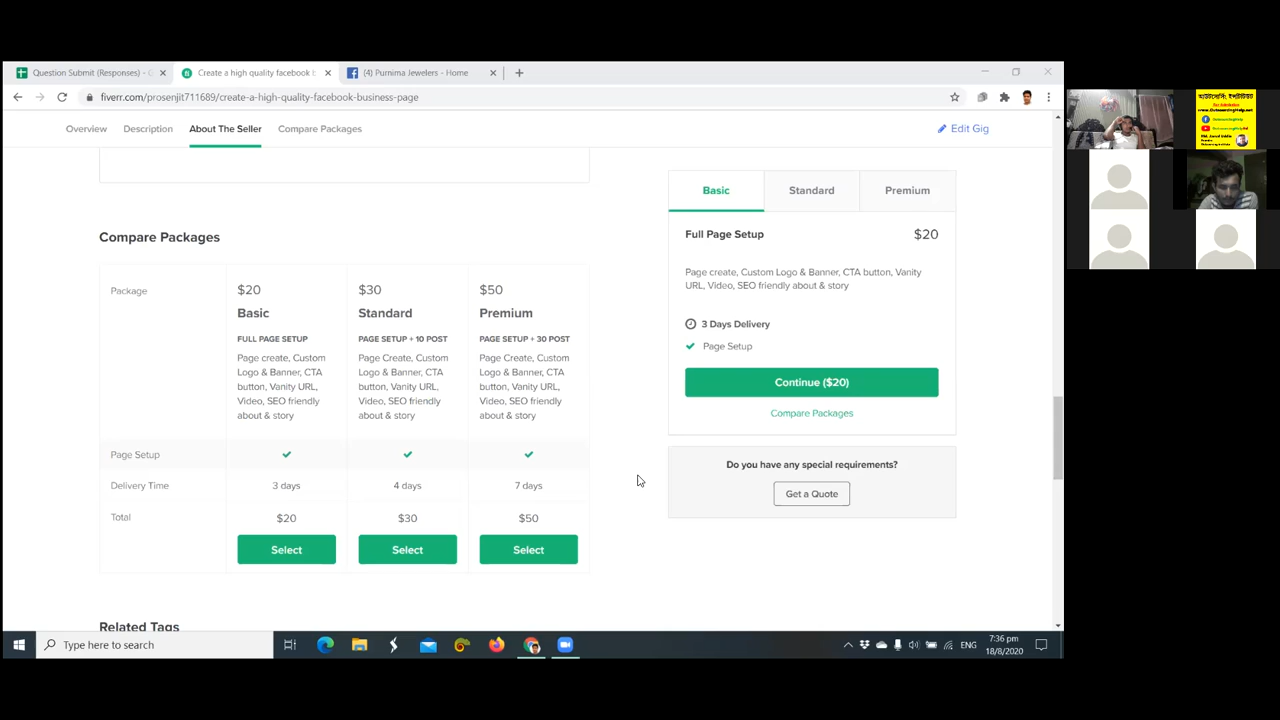 Question Submit (Responses) - G
Create a high quality facebook b
(4) Purnima Jewelers - Home
fiverr.com/prosenjit711689/create-a-high-quality-facebook-business-page
Overview
Description
About The Seller
Compare Packages
Edit Gig
Compare Packages
Package
$20
Basic
FULL PAGE SETUP
Page create, Custom
Logo & Banner, CTA
button, Vanity URL,
Video, SEO friendly
about & story
$30
Standard
PAGE SETUP + 10 POST
Page Create, Custom
Logo & Banner, CTA
button, Vanity URL,
Video, SEO friendly
about & story
$50
Premium
PAGE SETUP + 30 POST
Page Create, Custom
Logo & Banner, CTA
button, Vanity URL,
Video, SEO friendly
about & story
Page Setup
Delivery Time
3 days
4 days
7 days
Total
$20
$30
$50
Select
Select
Select
Related Tags
Basic
Standard
Premium
Full Page Setup
$20
Page create, Custom Logo & Banner, CTA button, Vanity
URL, Video, SEO friendly about & story
3 Days Delivery
Page Setup
Continue ($20)
Compare Packages
Do you have any special requirements?
Get a Quote
Type here to search
ENG
7:36 pm
18/8/2020
আউটসোর্সিং ইন্সটিটিউট
For Admission